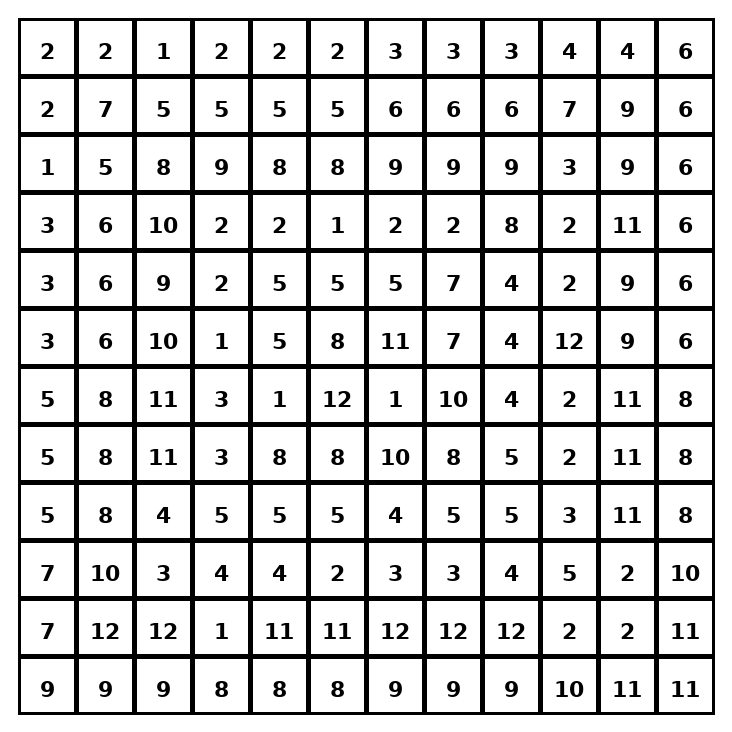 2 2 1 2 2 2 3 3 3 4 4 6
2 7 5 5 5 5 6 6 6 7 9 6
1 5 8 9 8 8 9 9 9 3 9 6
3 6 10 2 2 1 2 2 8 2 11 6
3 6 9 2 5 5 5 7 4 2 9 6
3 6 10 1 5 8 11 7 4 12 9 6
5 8 11 3 1 12 1 10 4 2 11 8
5 8 11 3 8 8 10 8 5 2 11 8
5 8 4 5 5 5 4 5 5 3 11 8
7 10 3 4 4 2 3 3 4 5 2 10
7 12 12 1 11 11 12 12 12 2 2 11
9 9 9 8 8 8 9 9 9 10 11 11